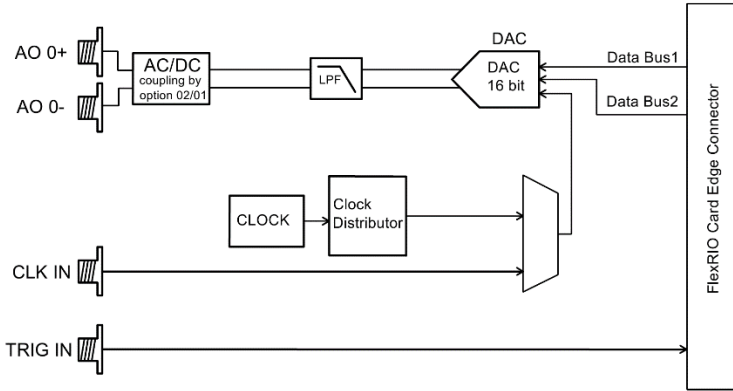 AO 0+
AO 0-
AC/DC
coupling by
option 02/01
LPF
DAC
DAC
16 bit
Data Bus1
Data Bus2
FlexRIO Card Edge Connector
CLOCK
Clock
Distributor
CLK IN
TRIG IN